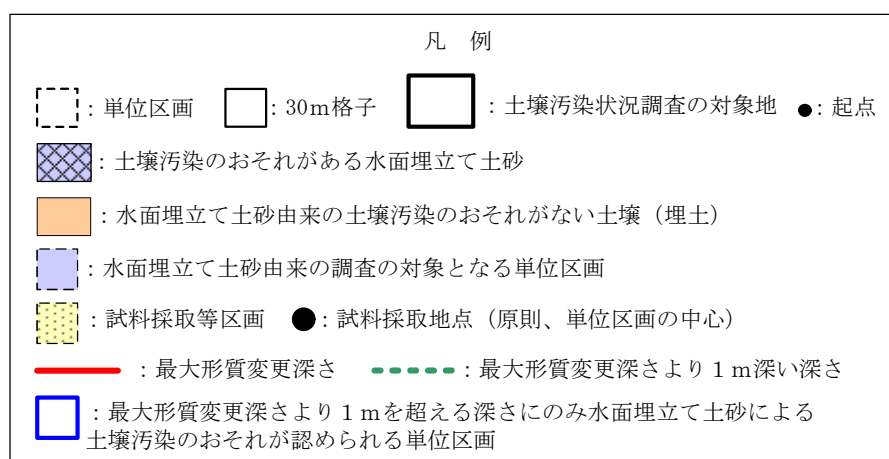 凡　例
：単位区画　：30ｍ格子　：土壌汚染状況調査の対象地　：起点
：土壌汚染のおそれがある水面埋立て土砂
：水面埋立て土砂由来の土壌汚染のおそれがない土壌（埋土）
：水面埋立て土砂由来の調査の対象となる単位区画
：試料採取等区画　：試料採取地点（原則、単位区画の中心）
：最大形質変更深さ　：最大形質変更深さより１ｍ深い深さ
：最大形質変更深さより１ｍを超える深さにのみ水面埋立て土砂による
土壌汚染のおそれが認められる単位区画